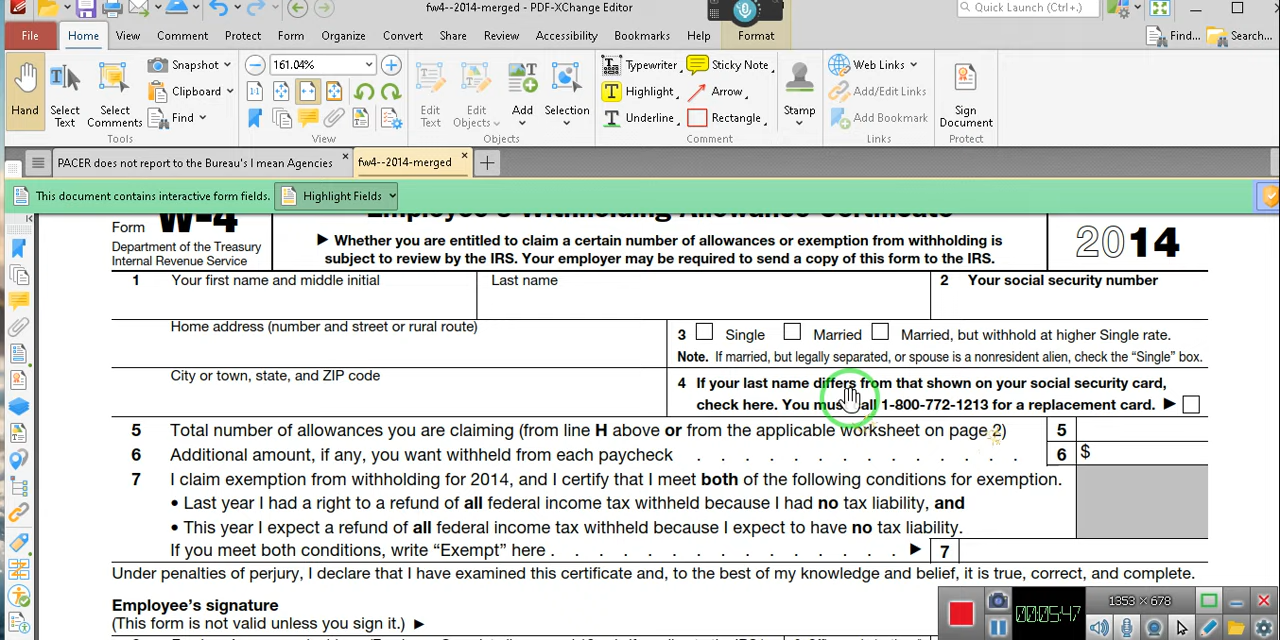 fw4--2014-merged - PDF-XChange Editor
Quick Launch (Ctrl+.)
File Home View Comment Protect Form Organize Convert Share Review Accessibility Bookmarks Help Format
Find... Search...
Snapshot
Clipboard
Find
161.04%
Typewriter
Highlight
Underline
Sticky Note
Arrow
Rectangle
Web Links
Add/Edit Links
Add Bookmark
Hand
Select Text
Select Comments
Edit Text
Edit Objects
Add
Selection
Stamp
Sign Document
Tools View Objects Comment Links Protect
PACER does not report to the Bureau's I mean Agencies
fw4--2014-merged
This document contains interactive form fields. Highlight Fields
Form W-4
Employee's Withholding Allowance Certificate
Department of the Treasury
Internal Revenue Service
▶ Whether you are entitled to claim a certain number of allowances or exemption from withholding is
subject to review by the IRS. Your employer may be required to send a copy of this form to the IRS.
2014
1 Your first name and middle initial
Last name
2 Your social security number
Home address (number and street or rural route)
3 Single Married Married, but withhold at higher Single rate.
Note. If married, but legally separated, or spouse is a nonresident alien, check the “Single” box.
City or town, state, and ZIP code
4 If your last name differs from that shown on your social security card,
check here. You must call 1-800-772-1213 for a replacement card. ▶
5 Total number of allowances you are claiming (from line H above or from the applicable worksheet on page 2) 5
6 Additional amount, if any, you want withheld from each paycheck . . . . . . . . . . . . . . 6 $
7 I claim exemption from withholding for 2014, and I certify that I meet both of the following conditions for exemption.
• Last year I had a right to a refund of all federal income tax withheld because I had no tax liability, and
• This year I expect a refund of all federal income tax withheld because I expect to have no tax liability.
If you meet both conditions, write “Exempt” here . . . . . . . . . . . . . . . ▶ 7
Under penalties of perjury, I declare that I have examined this certificate and, to the best of my knowledge and belief, it is true, correct, and complete.
Employee's signature
(This form is not valid unless you sign it.) ▶
00:05:47
1353 x 678